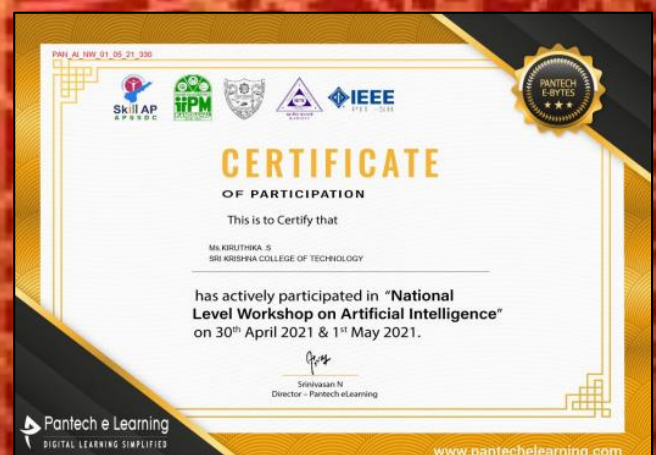 PAN_AI_NW_01_05_21_330
Skill AP
APSSDC
IIPM
IEEE
PANTECH
E-BYTES
CERTIFICATE
OF PARTICIPATION
This is to Certify that
Ms.KIRUTHIKA .S
SRI KRISHNA COLLEGE OF TECHNOLOGY
has actively participated in "National
Level Workshop on Artificial Intelligence"
on 30th April 2021 & 1st May 2021.
Srinivasan N
Director – Pantech eLearning
Pantech e Learning
DIGITAL LEARNING SIMPLIFIED
www.pantechelearning.com